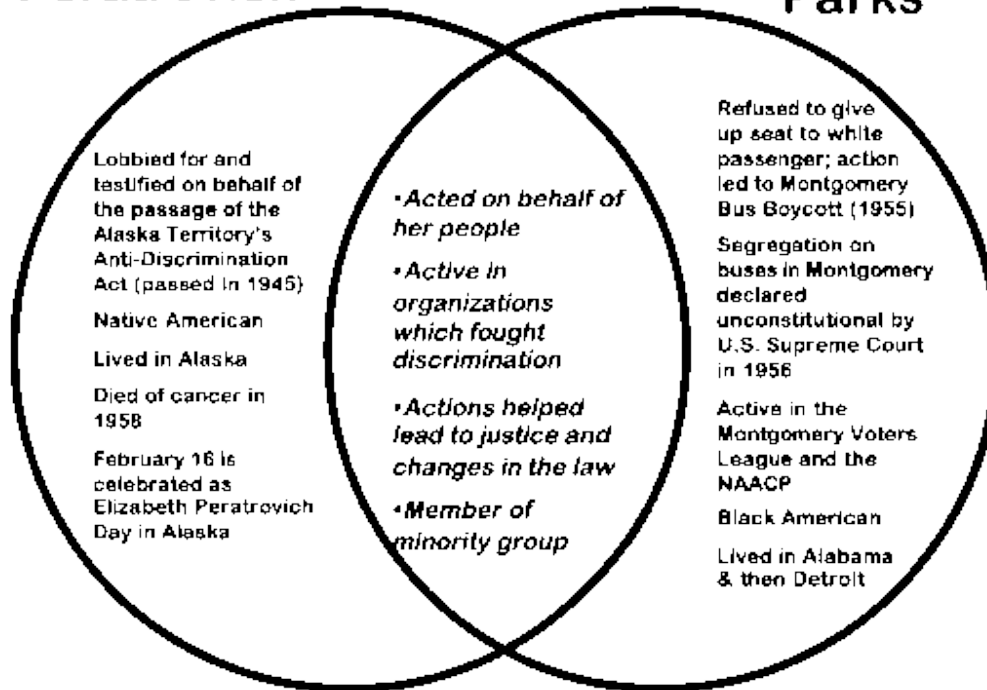 Parks
Lobbied for and
testified on behalf of
the passage of the
Alaska Territory's
Anti-Discrimination
Act (passed in 1945)
Native American
Lived in Alaska
Died of cancer in
1958
February 16 is
celebrated as
Elizabeth Peratrovich
Day in Alaska
•Acted on behalf of
her people
•Active in
organizations
which fought
discrimination
•Actions helped
lead to justice and
changes in the law
•Member of
minority group
Refused to give
up seat to white
passenger; action
led to Montgomery
Bus Boycott (1955)
Segregation on
buses in Montgomery
declared
unconstitutional by
U.S. Supreme Court
in 1956
Active in the
Montgomery Voters
League and the
NAACP
Black American
Lived in Alabama
& then Detroit